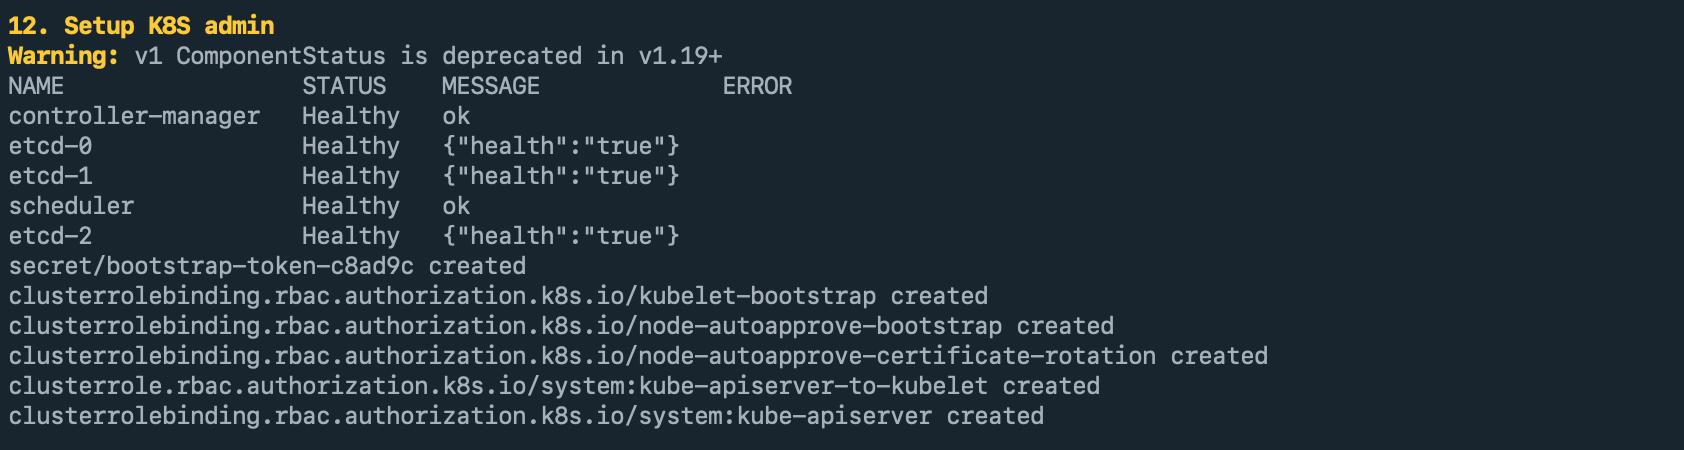 12. Setup K8S admin
Warning: v1 ComponentStatus is deprecated in v1.19+
NAME                 STATUS    MESSAGE             ERROR
controller-manager   Healthy   ok
etcd-0               Healthy   {"health":"true"}
etcd-1               Healthy   {"health":"true"}
scheduler            Healthy   ok
etcd-2               Healthy   {"health":"true"}
secret/bootstrap-token-c8ad9c created
clusterrolebinding.rbac.authorization.k8s.io/kubelet-bootstrap created
clusterrolebinding.rbac.authorization.k8s.io/node-autoapprove-bootstrap created
clusterrolebinding.rbac.authorization.k8s.io/node-autoapprove-certificate-rotation created
clusterrole.rbac.authorization.k8s.io/system:kube-apiserver-to-kubelet created
clusterrolebinding.rbac.authorization.k8s.io/system:kube-apiserver created